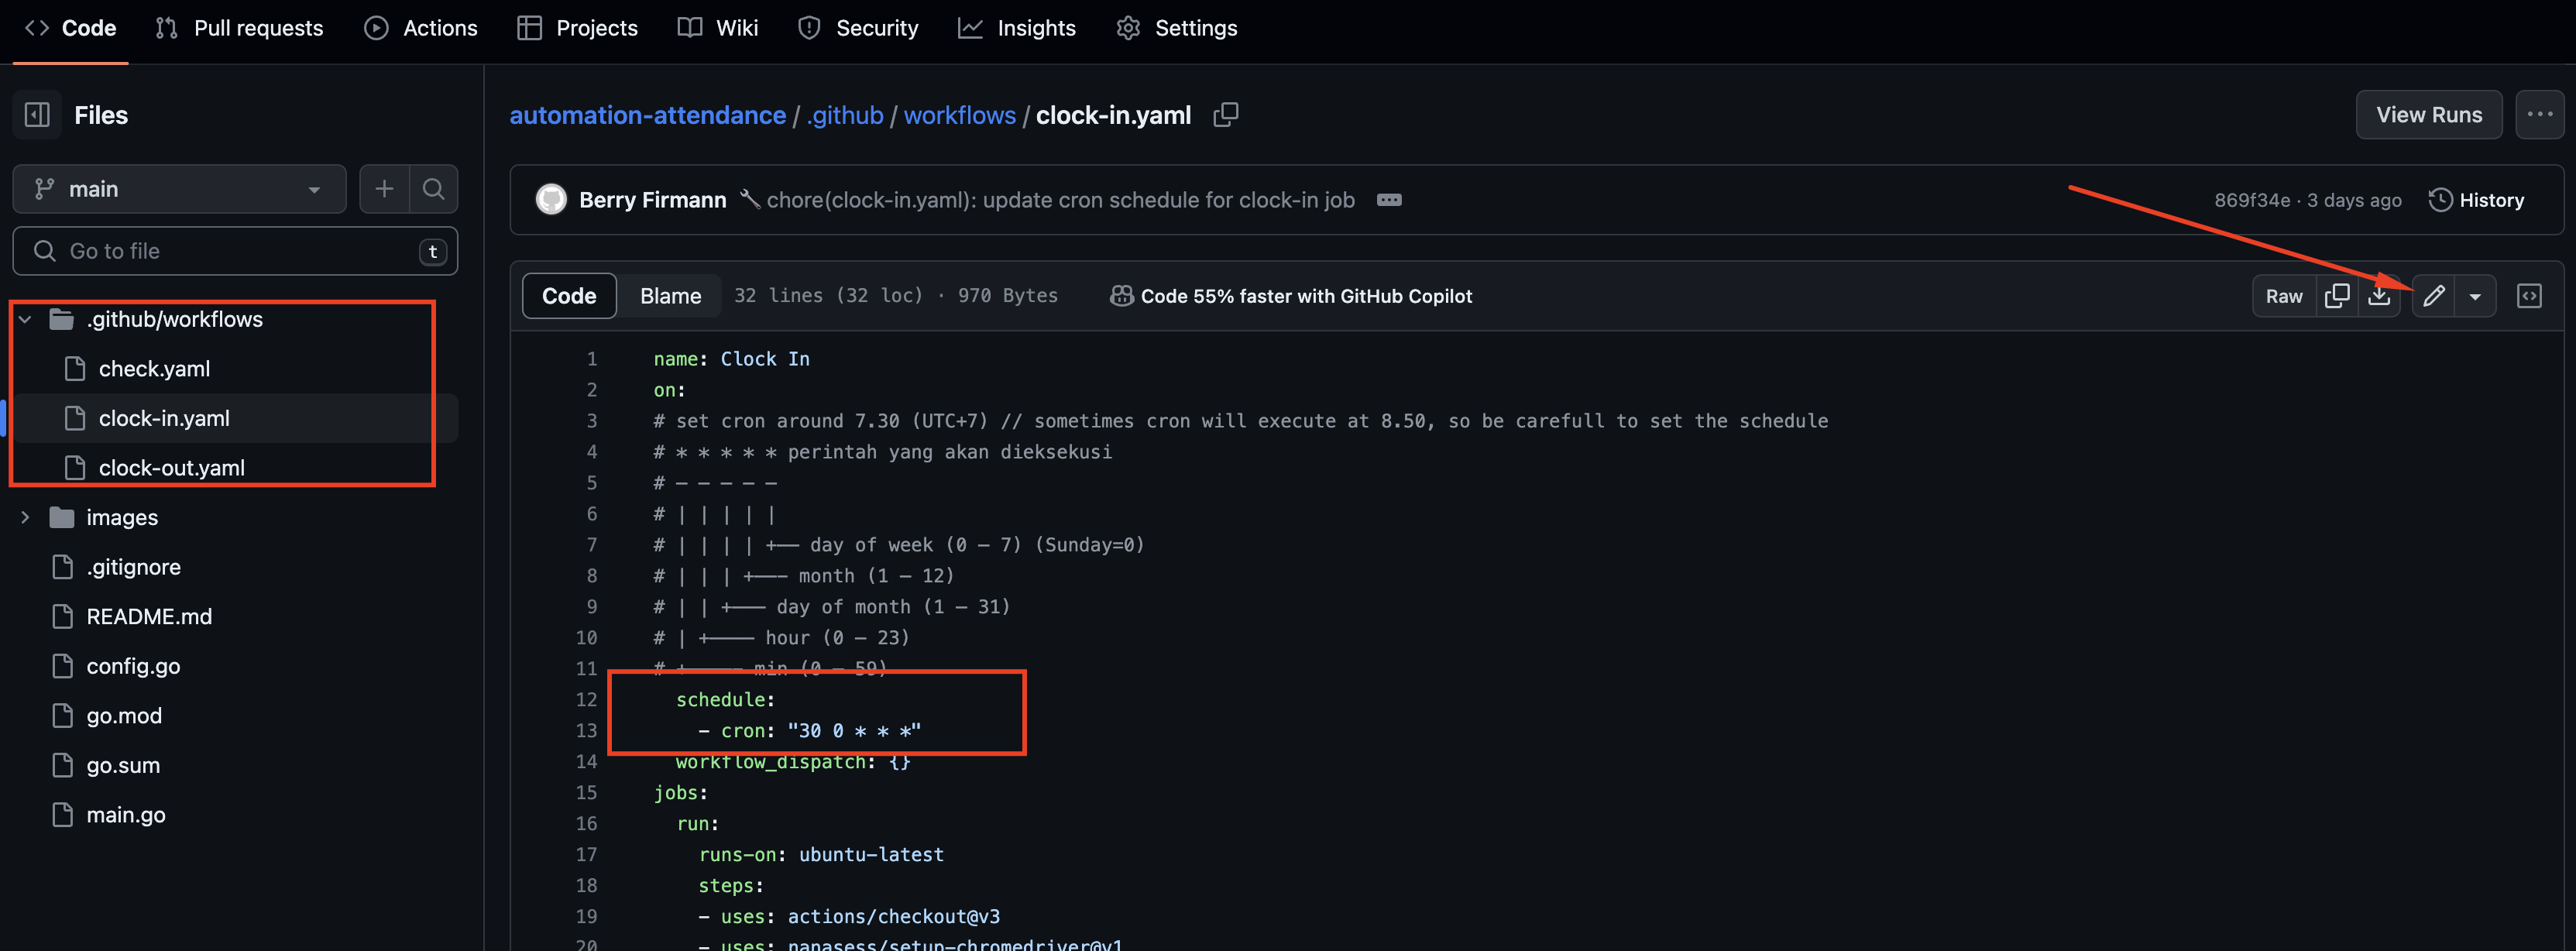 Code Pull requests Actions Projects Wiki Security Insights Settings
Files
main
Go to file t
.github/workflows
check.yaml
clock-in.yaml
clock-out.yaml
images
.gitignore
README.md
config.go
go.mod
go.sum
main.go
automation-attendance / .github / workflows / clock-in.yaml
View Runs
Berry Firmann chore(clock-in.yaml): update cron schedule for clock-in job
869f34e · 3 days ago History
Code Blame 32 lines (32 loc) · 970 Bytes Code 55% faster with GitHub Copilot Raw
1 name: Clock In
2 on:
3 # set cron around 7.30 (UTC+7) // sometimes cron will execute at 8.50, so be carefull to set the schedule
4 # * * * * * perintah yang akan dieksekusi
5 # – – – – –
6 # | | | | |
7 # | | | | +—– day of week (0 – 7) (Sunday=0)
8 # | | | +——– month (1 – 12)
9 # | | +——— day of month (1 – 31)
10 # | +———– hour (0 – 23)
11 # +————- min (0 – 59)
12 schedule:
13 - cron: "30 0 * * *"
14 workflow_dispatch: {}
15 jobs:
16 run:
17 runs-on: ubuntu-latest
18 steps:
19 - uses: actions/checkout@v3
20 - uses: nanasess/setup-chromedriver@v1